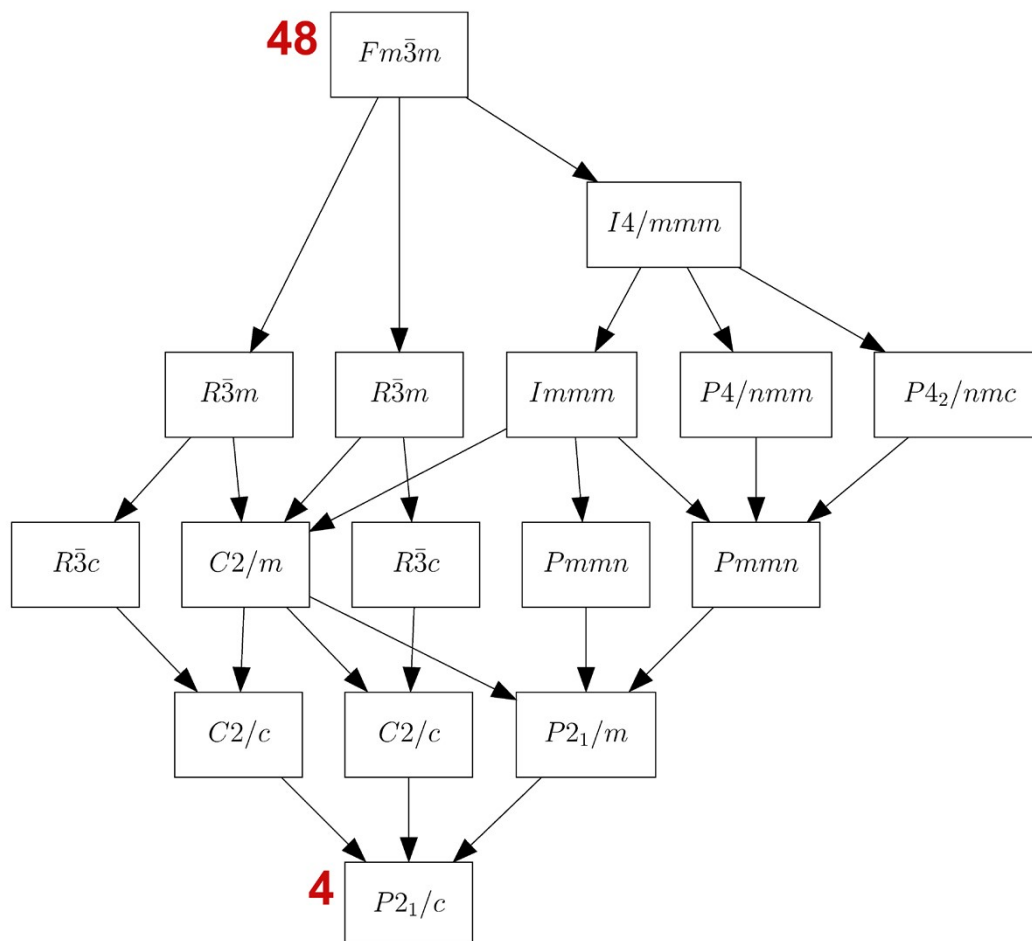 48
Fm3̄m
I4/mmm
R3̄m
R3̄m
Immm
P4/nmm
P4₂/nmc
R3̄c
C2/m
R3̄c
Pmmn
Pmmn
C2/c
C2/c
P2₁/m
4
P2₁/c